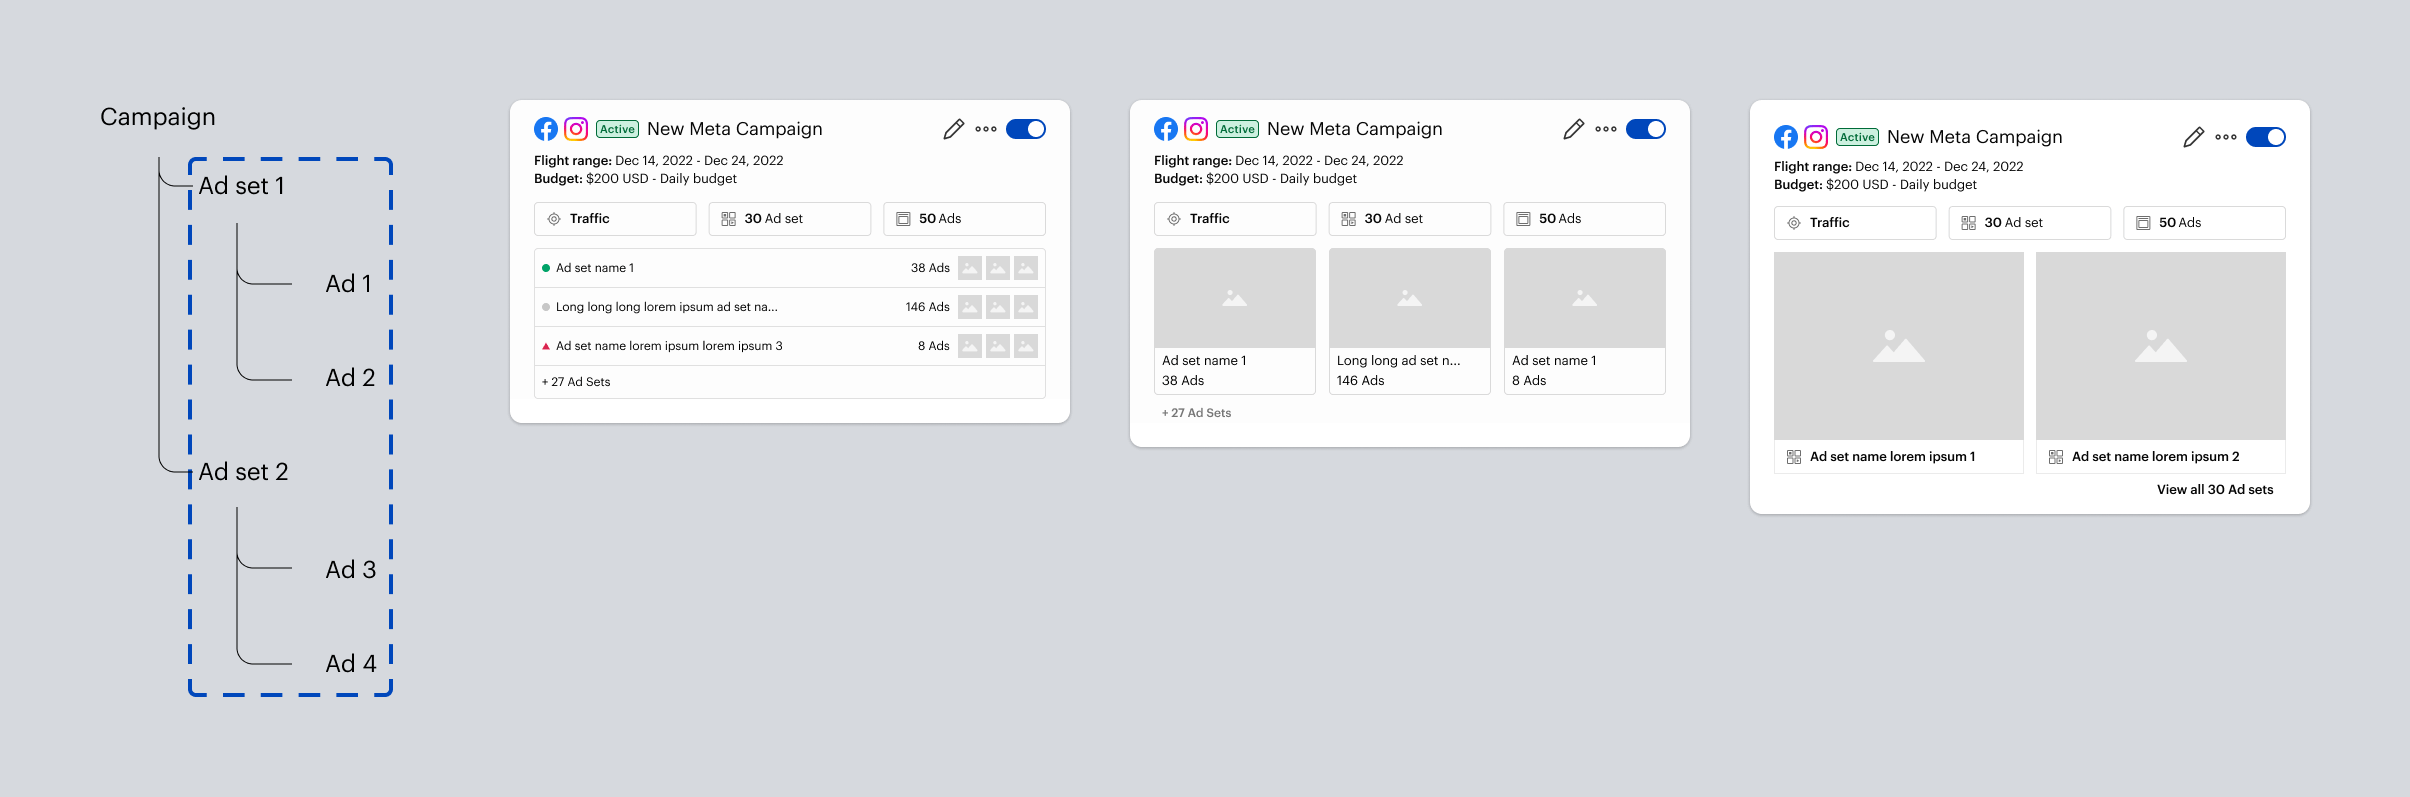 Campaign
Ad set 1
Ad 1
Ad 2
Ad set 2
Ad 3
Ad 4
Active New Meta Campaign
Flight range: Dec 14, 2022 - Dec 24, 2022
Budget: $200 USD - Daily budget
Traffic 30 Ad set 50 Ads
Ad set name 1 38 Ads
Long long long lorem ipsum ad set na... 146 Ads
Ad set name lorem ipsum lorem ipsum 3 8 Ads
+ 27 Ad Sets
Active New Meta Campaign
Flight range: Dec 14, 2022 - Dec 24, 2022
Budget: $200 USD - Daily budget
Traffic 30 Ad set 50 Ads
Ad set name 1 Long long ad set n... Ad set name 1
38 Ads 146 Ads 8 Ads
+ 27 Ad Sets
Active New Meta Campaign
Flight range: Dec 14, 2022 - Dec 24, 2022
Budget: $200 USD - Daily budget
Traffic 30 Ad set 50 Ads
Ad set name lorem ipsum 1 Ad set name lorem ipsum 2
View all 30 Ad sets